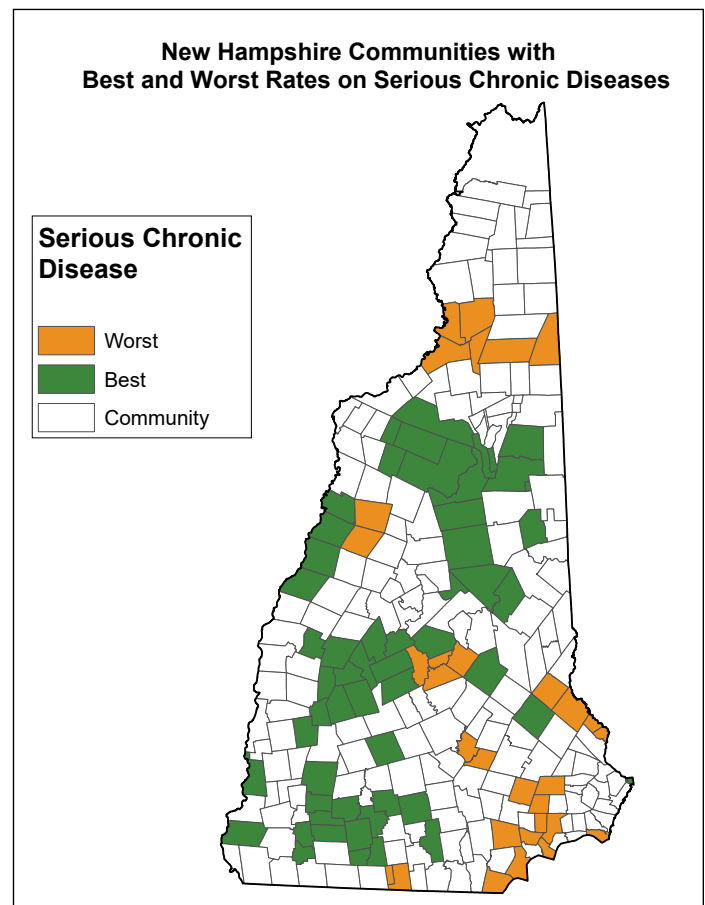 New Hampshire Communities with
Best and Worst Rates on Serious Chronic Diseases
Serious Chronic
Disease
Worst
Best
Community